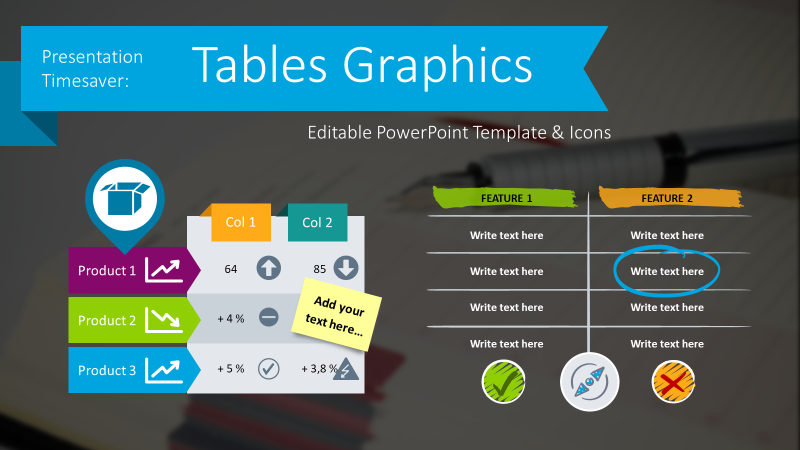 Presentation
Timesaver:
Tables Graphics
Editable PowerPoint Template & Icons
Col 1 Col 2
Product 1 64 85
Product 2 + 4 %
Product 3 + 5 % + 3,8 %
Add your
text here...
FEATURE 1 FEATURE 2
Write text here Write text here
Write text here Write text here
Write text here Write text here
Write text here Write text here